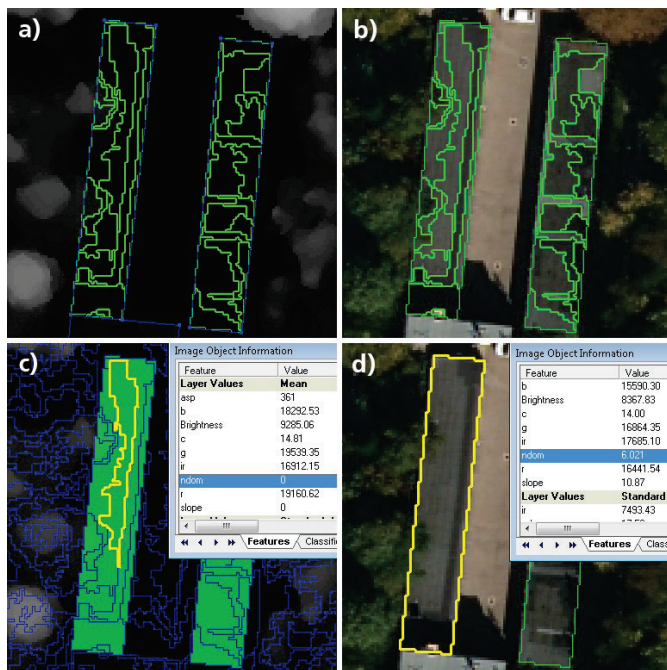 a)
b)
c)
Image Object Information
Feature Value
Layer Values Mean
asp 361
b 18292.53
Brightness 9285.06
c 14.81
g 19539.35
ir 16912.15
ndom 0
r 19160.62
slope 0
Features
d)
Image Object Information
Feature Value
b 15590.30
Brightness 8367.83
c 14.00
g 16864.35
ir 17685.10
ndom 6.021
r 16441.54
slope 10.87
Layer Values Standard
ir 7493.43
Features